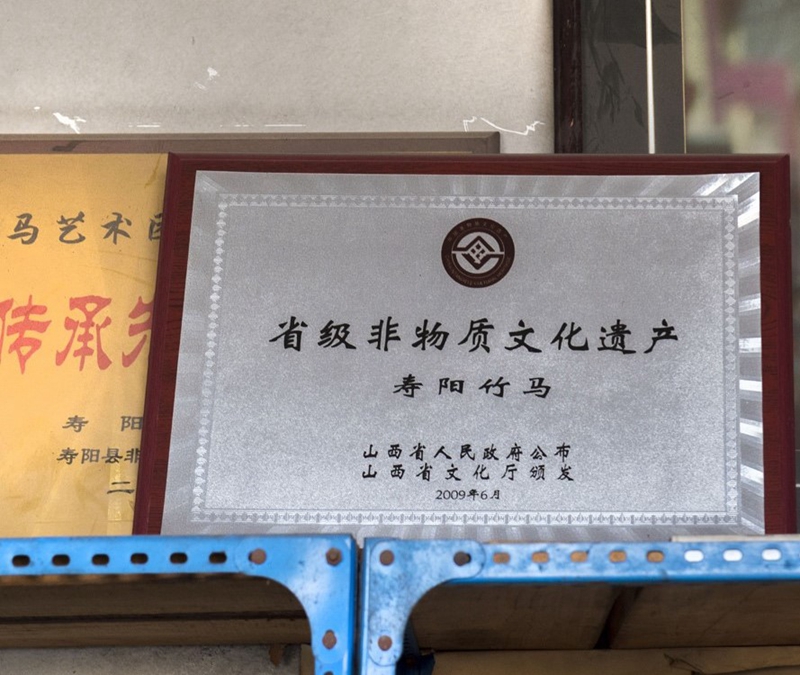 马艺术
传承
寿 阳
寿阳县非
二
省级非物质文化遗产
寿阳竹马
山西省人民政府公布
山西省文化厅颁发
2009年6月